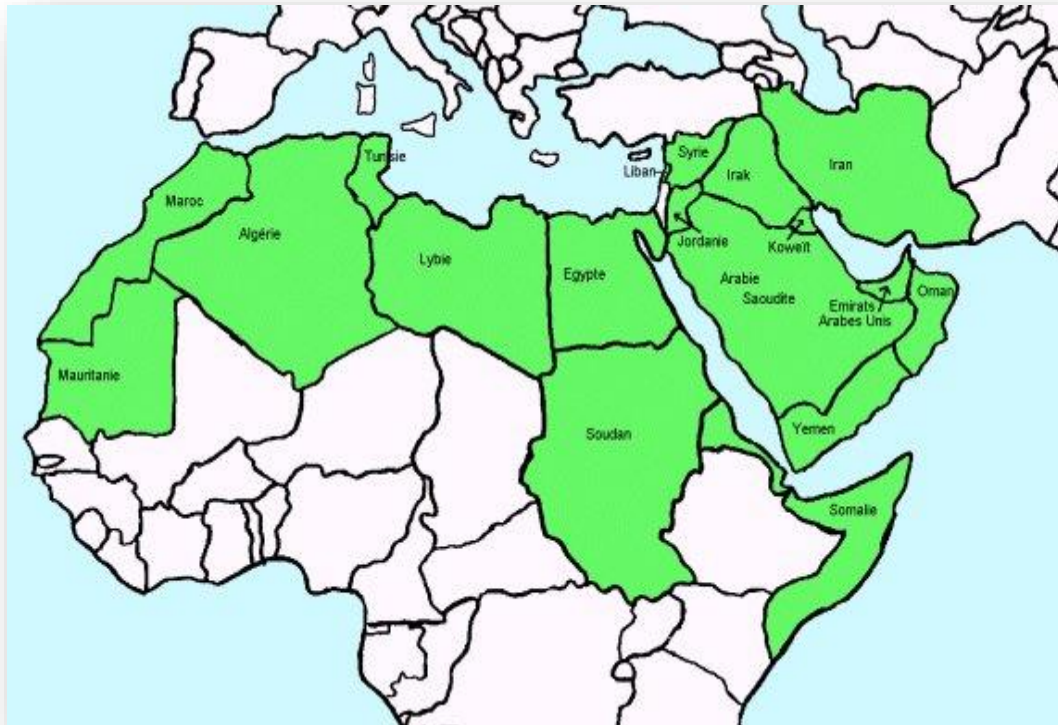 Tunisie
Syrie
Liban
Irak
Iran
Maroc
Algérie
Jordanie
Koweït
Lybie
Egypte
Arabie
Saoudite
Emirats
Arabes Unis
Oman
Mauritanie
Soudan
Yemen
Somalie